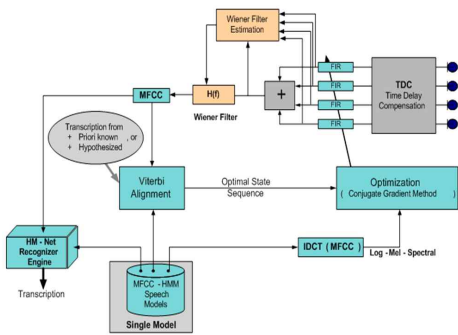 Wiener Filter
Estimation
FIR
FIR
FIR
FIR
TDC
Time Delay
Compensation
+
H(f)
Wiener Filter
MFCC
Transcription from
+ Priori known , or
+ Hypothesized
Viterbi
Alignment
Optimal State
Sequence
Optimization
( Conjugate Gradient Method )
HM - Net
Recognizer
Engine
Transcription
IDCT ( MFCC )
Log - Mel - Spectral
MFCC - HMM
Speech
Models
Single Model